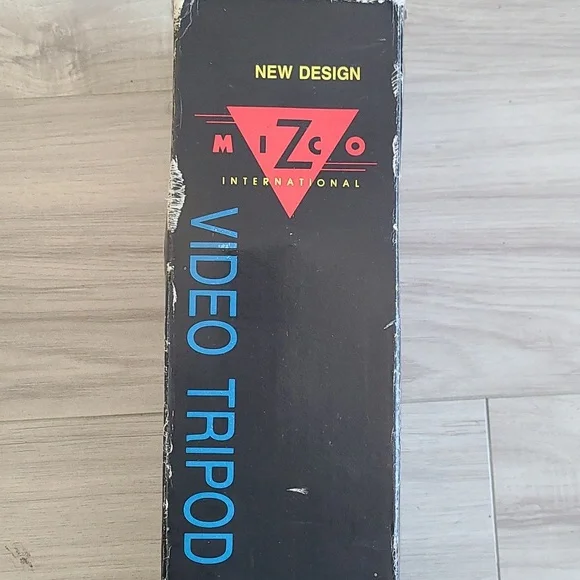 NEW DESIGN
MIZCO
INTERNATIONAL
VIDEO TRIPOD